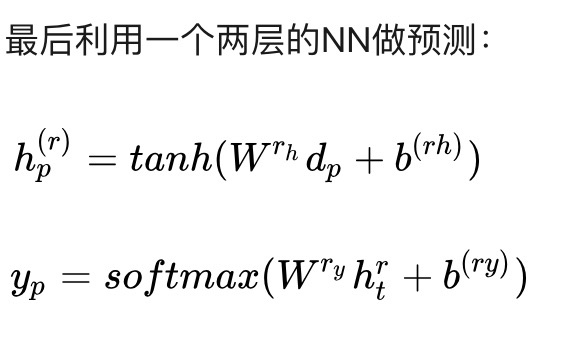 最后利用一个两层的NN做预测：
h_p^{(r)} = tanh(W^{r_h} d_p + b^{(rh)})
y_p = softmax(W^{r_y} h_t^r + b^{(ry)})